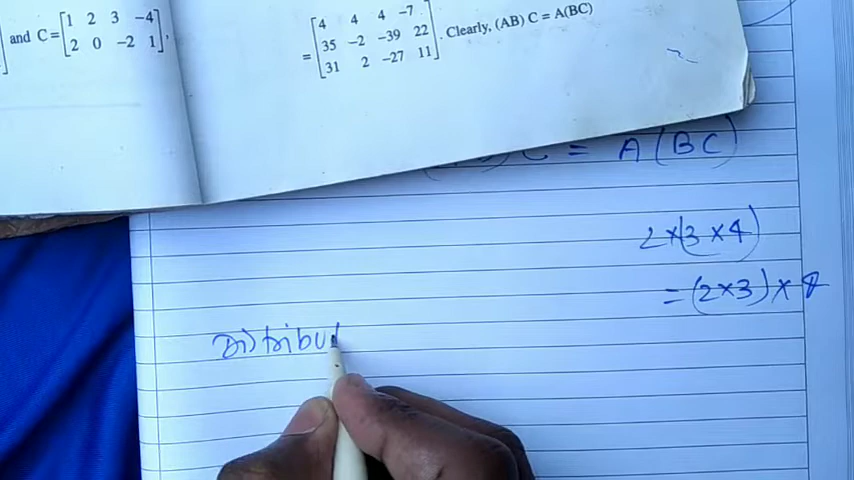 and C = [1 2 3 -4
2 0 -2 1],
= [4 4 4 -7
35 -2 -39 22
31 2 -27 11]. Clearly, (AB) C = A(BC)
C = A(BC)
2×(3×4)
= (2×3)×4
Distribut